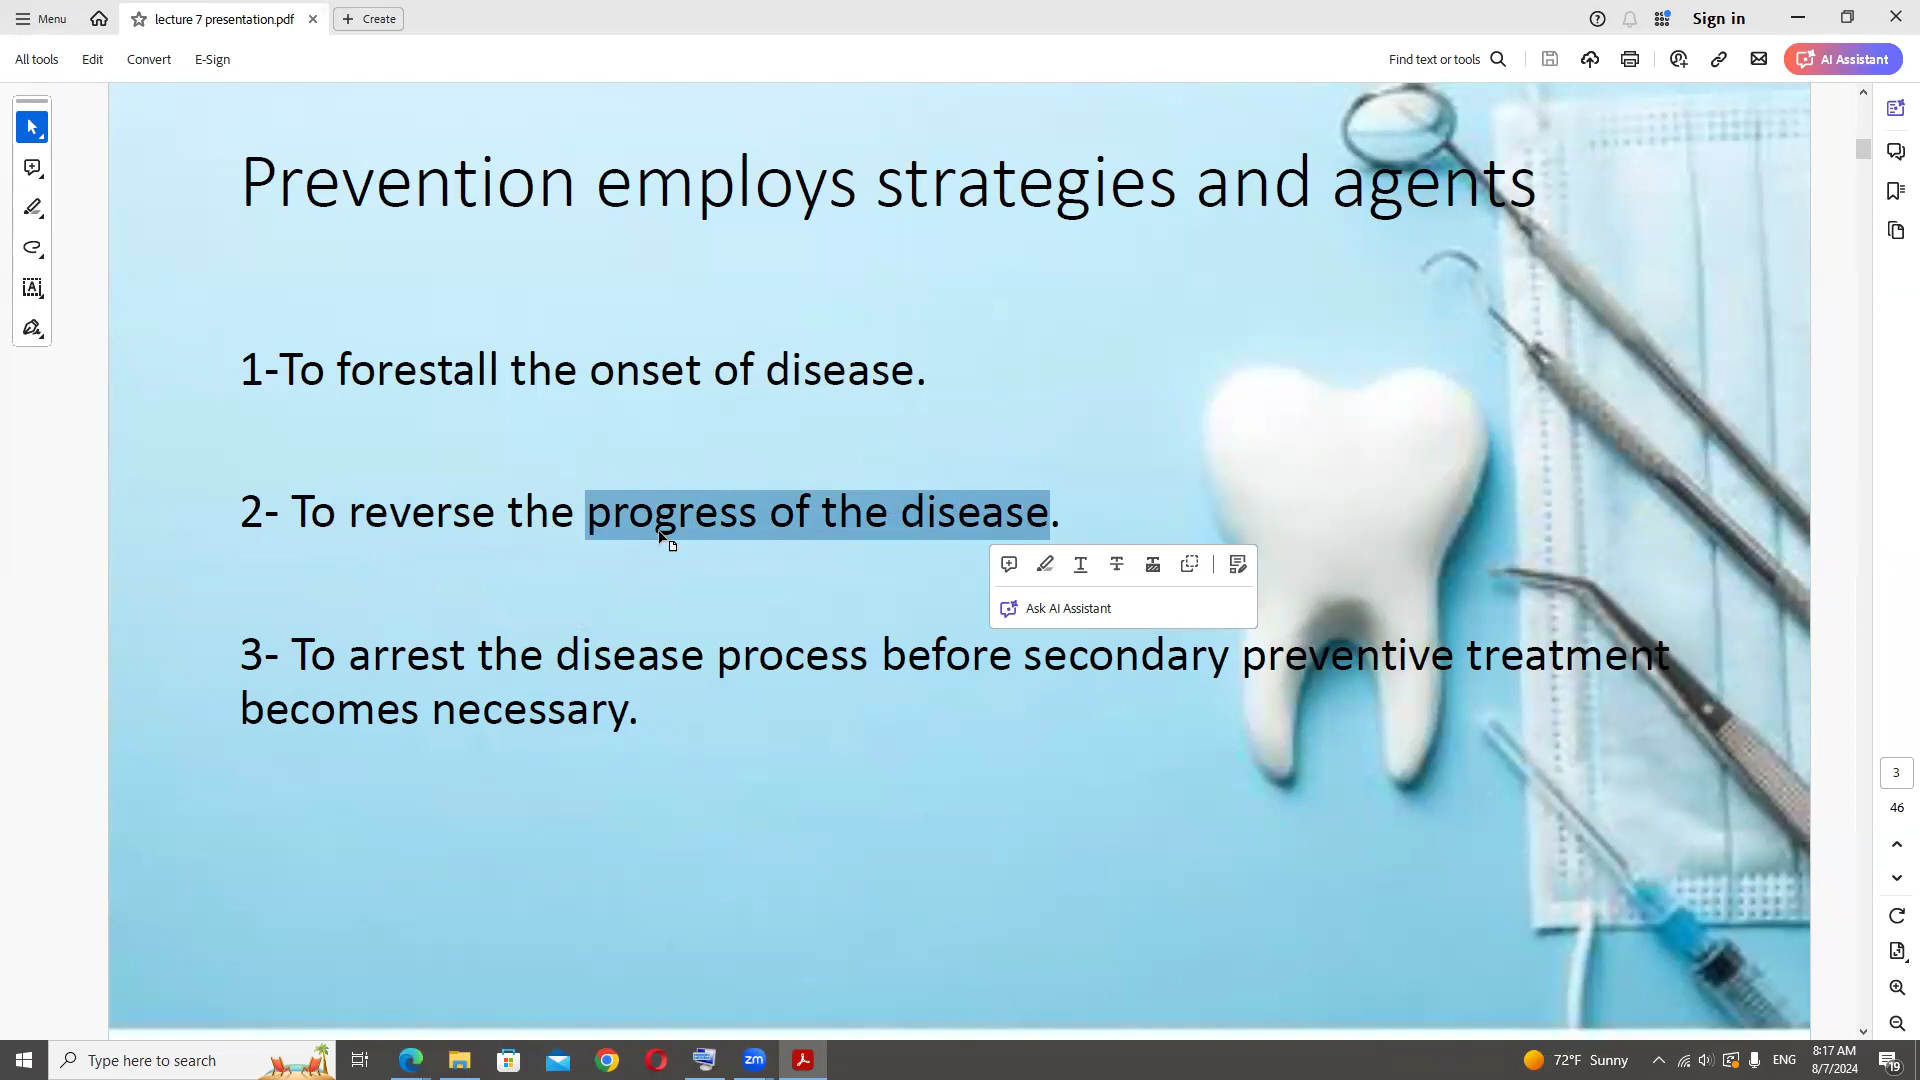 Menu
lecture 7 presentation.pdf
Create
Sign in
All tools
Edit
Convert
E-Sign
Find text or tools
AI Assistant
Prevention employs strategies and agents
1-To forestall the onset of disease.
2- To reverse the progress of the disease.
Ask AI Assistant
3- To arrest the disease process before secondary preventive treatment
becomes necessary.
3
46
Type here to search
zm
72°F Sunny
ENG
8:17 AM
8/7/2024
19